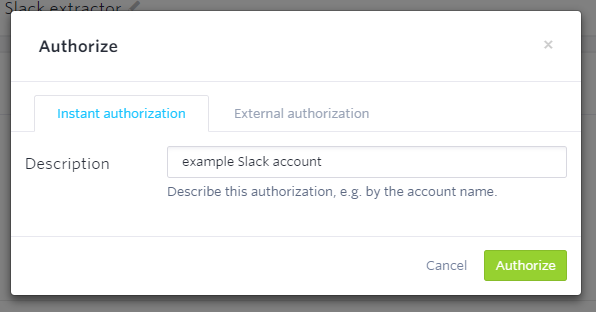 Slack extractor
Authorize
×
Instant authorization
External authorization
Description
example Slack account
Describe this authorization, e.g. by the account name.
Cancel
Authorize